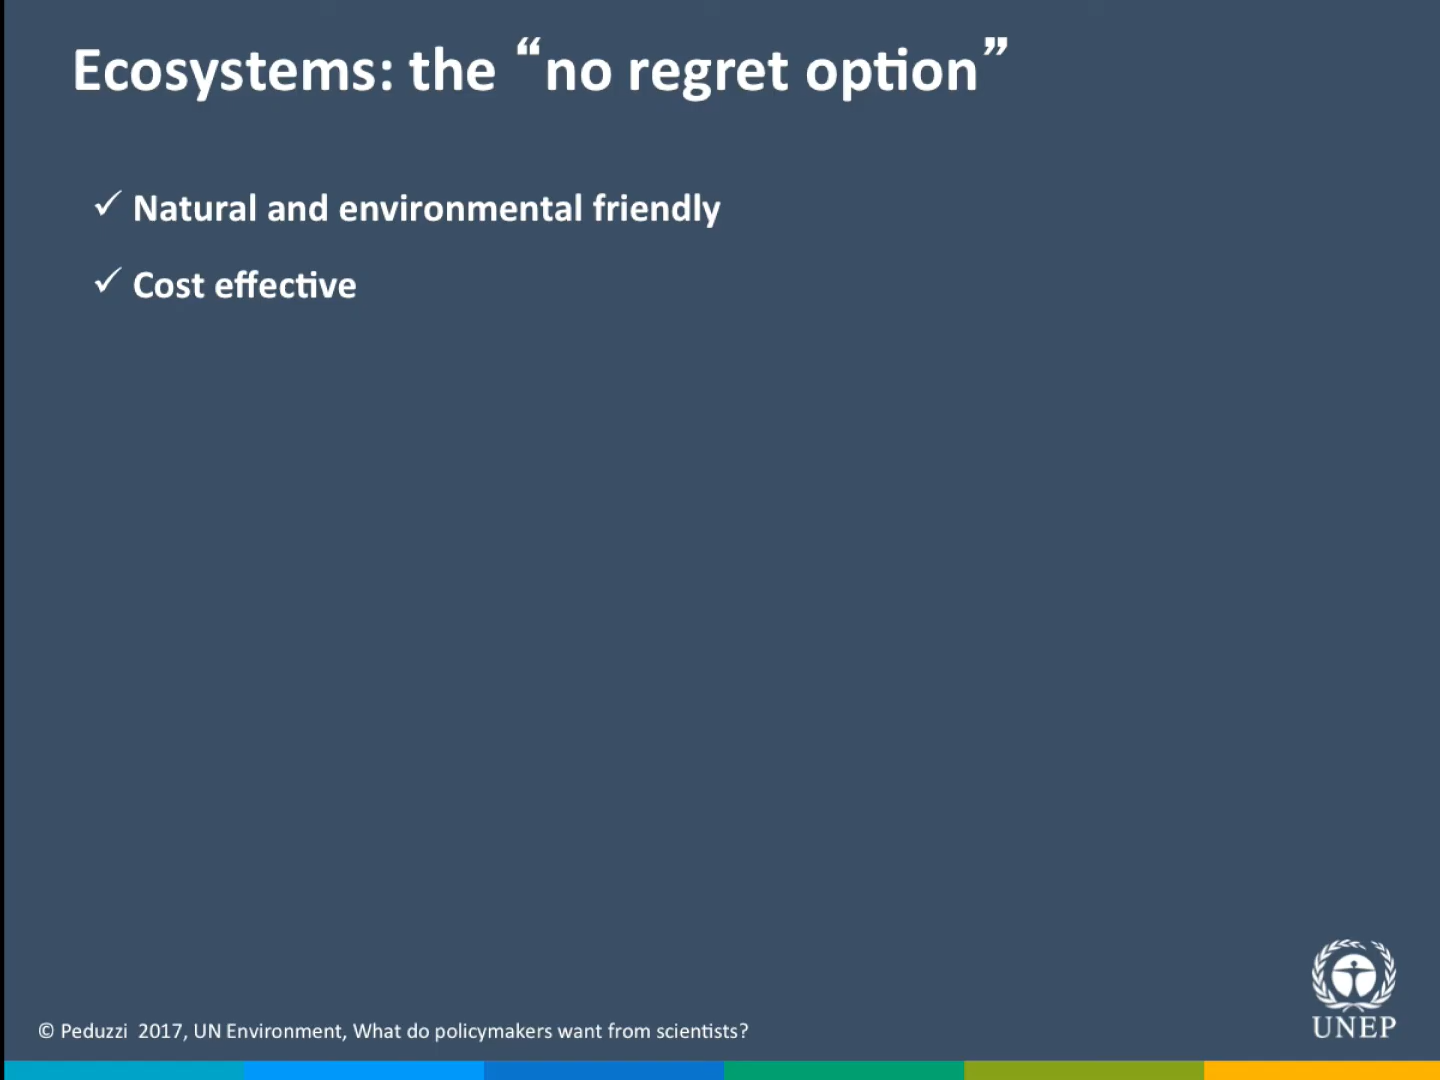 Ecosystems: the “no regret option”
✓ Natural and environmental friendly
✓ Cost effective
UNEP
© Peduzzi 2017, UN Environment, What do policymakers want from scientists?